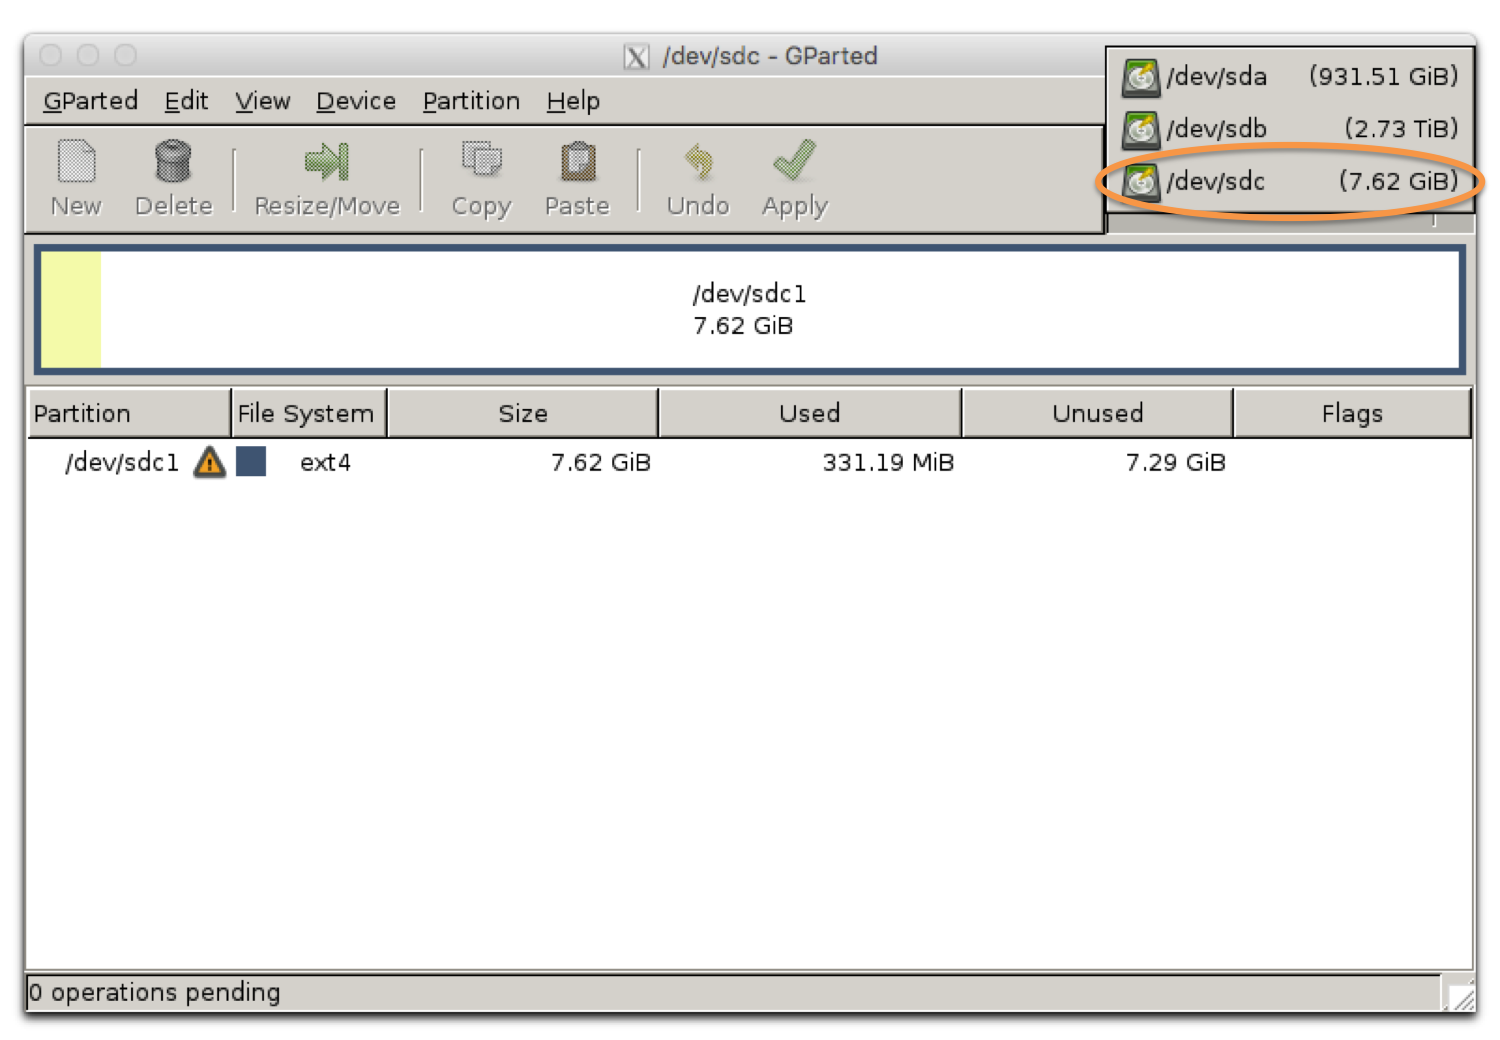 /dev/sdc - GParted
GParted Edit View Device Partition Help
/dev/sda (931.51 GiB)
/dev/sdb (2.73 TiB)
/dev/sdc (7.62 GiB)
New Delete Resize/Move Copy Paste Undo Apply
/dev/sdc1
7.62 GiB
Partition File System Size Used Unused Flags
/dev/sdc1 ext4 7.62 GiB 331.19 MiB 7.29 GiB
0 operations pending